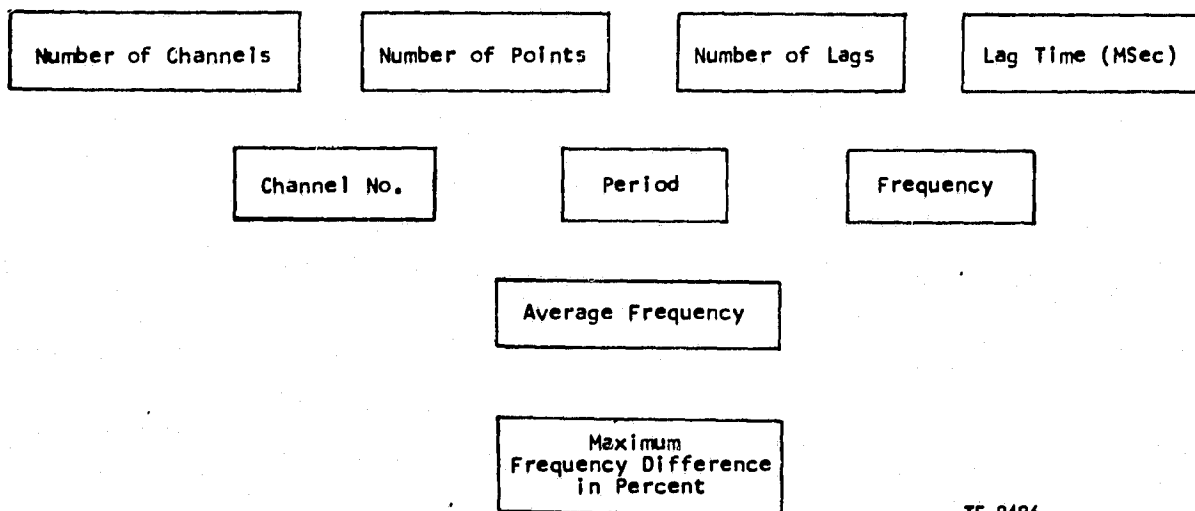 Number of Channels
Number of Points
Number of Lags
Lag Time (MSec)
Channel No.
Period
Frequency
Average Frequency
Maximum
Frequency Difference
in Percent